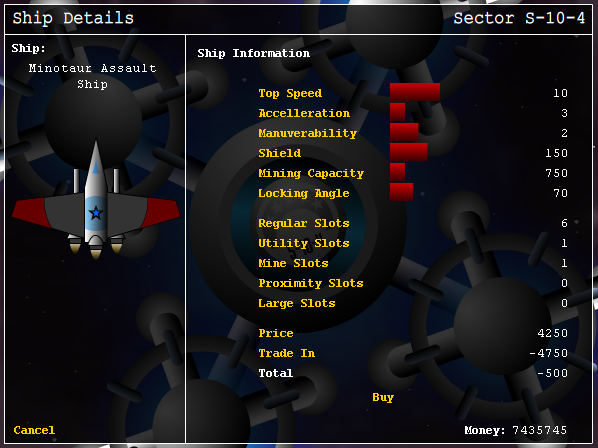 Ship Details
Sector S-10-4
Ship:
Minotaur Assault
Ship
Ship Information
Top Speed 10
Accelleration 3
Manuverability 2
Shield 150
Mining Capacity 750
Locking Angle 70
Regular Slots 6
Utility Slots 1
Mine Slots 1
Proximity Slots 0
Large Slots 0
Price 4250
Trade In -4750
Total -500
Buy
Cancel
Money: 7435745